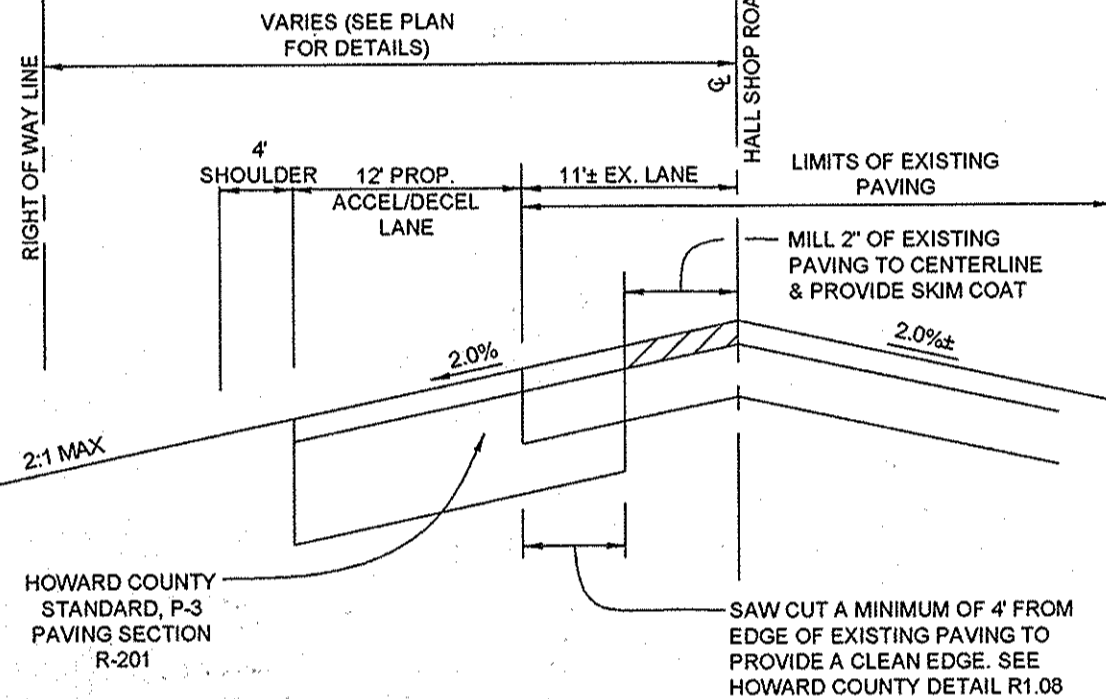 VARIES (SEE PLAN
FOR DETAILS)
RIGHT OF WAY LINE
℄
HALL SHOP ROA
4'
SHOULDER
12' PROP.
ACCEL/DECEL
LANE
11'± EX. LANE
LIMITS OF EXISTING
PAVING
MILL 2" OF EXISTING
PAVING TO CENTERLINE
& PROVIDE SKIM COAT
2.0%
2.0%±
2:1 MAX
HOWARD COUNTY
STANDARD, P-3
PAVING SECTION
R-201
SAW CUT A MINIMUM OF 4' FROM
EDGE OF EXISTING PAVING TO
PROVIDE A CLEAN EDGE. SEE
HOWARD COUNTY DETAIL R1.08